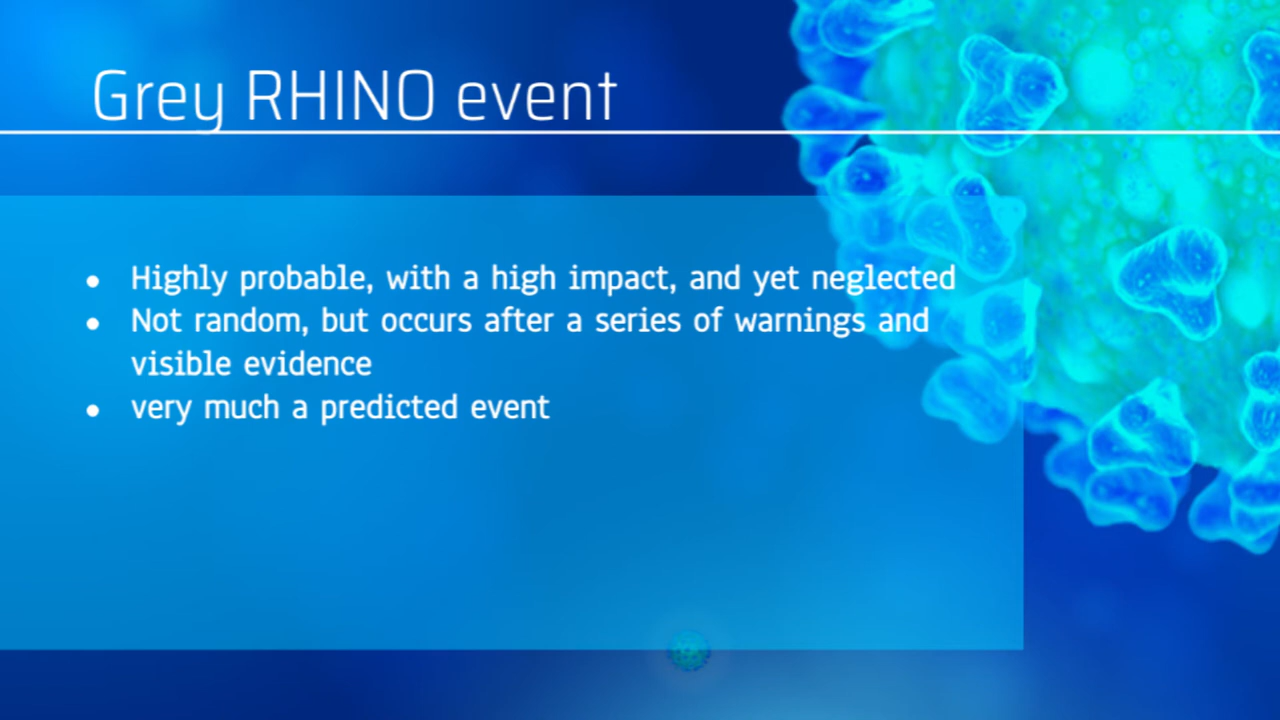 Grey RHINO event
● Highly probable, with a high impact, and yet neglected
● Not random, but occurs after a series of warnings and
visible evidence
● very much a predicted event